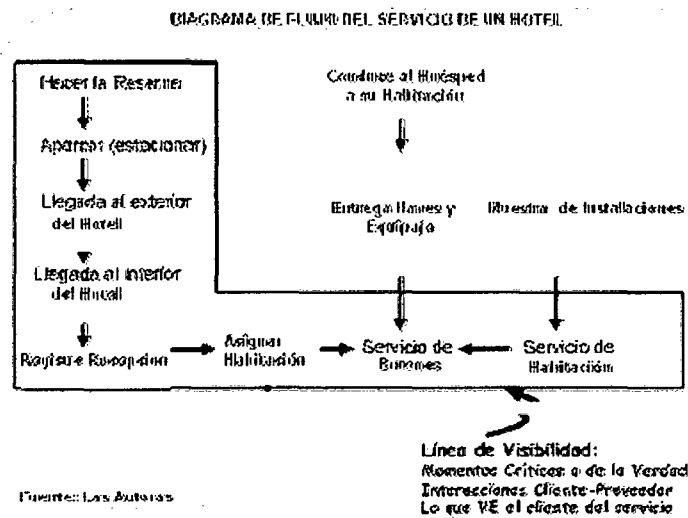 DIAGRAMA DE FLUJO DEL SERVICIO DE UN HOTEL
Hacer la Reserva
Aparcar (estacionar)
Llegada al exterior
del Hotel
Llegada al interior
del Hotel
Registro Recepcion
Asignar
Habitación
Conduce al Huésped
a su Habitación
Entrega llaves y
Equipaje
Muestra de Instalaciones
Servicio de
Botones
Servicio de
Habitación
Línea de Visibilidad:
Momentos Críticos o de la Verdad
Interacciones Cliente-Proveedor
Lo que VE el cliente del servicio
Fuente: Las Autoras